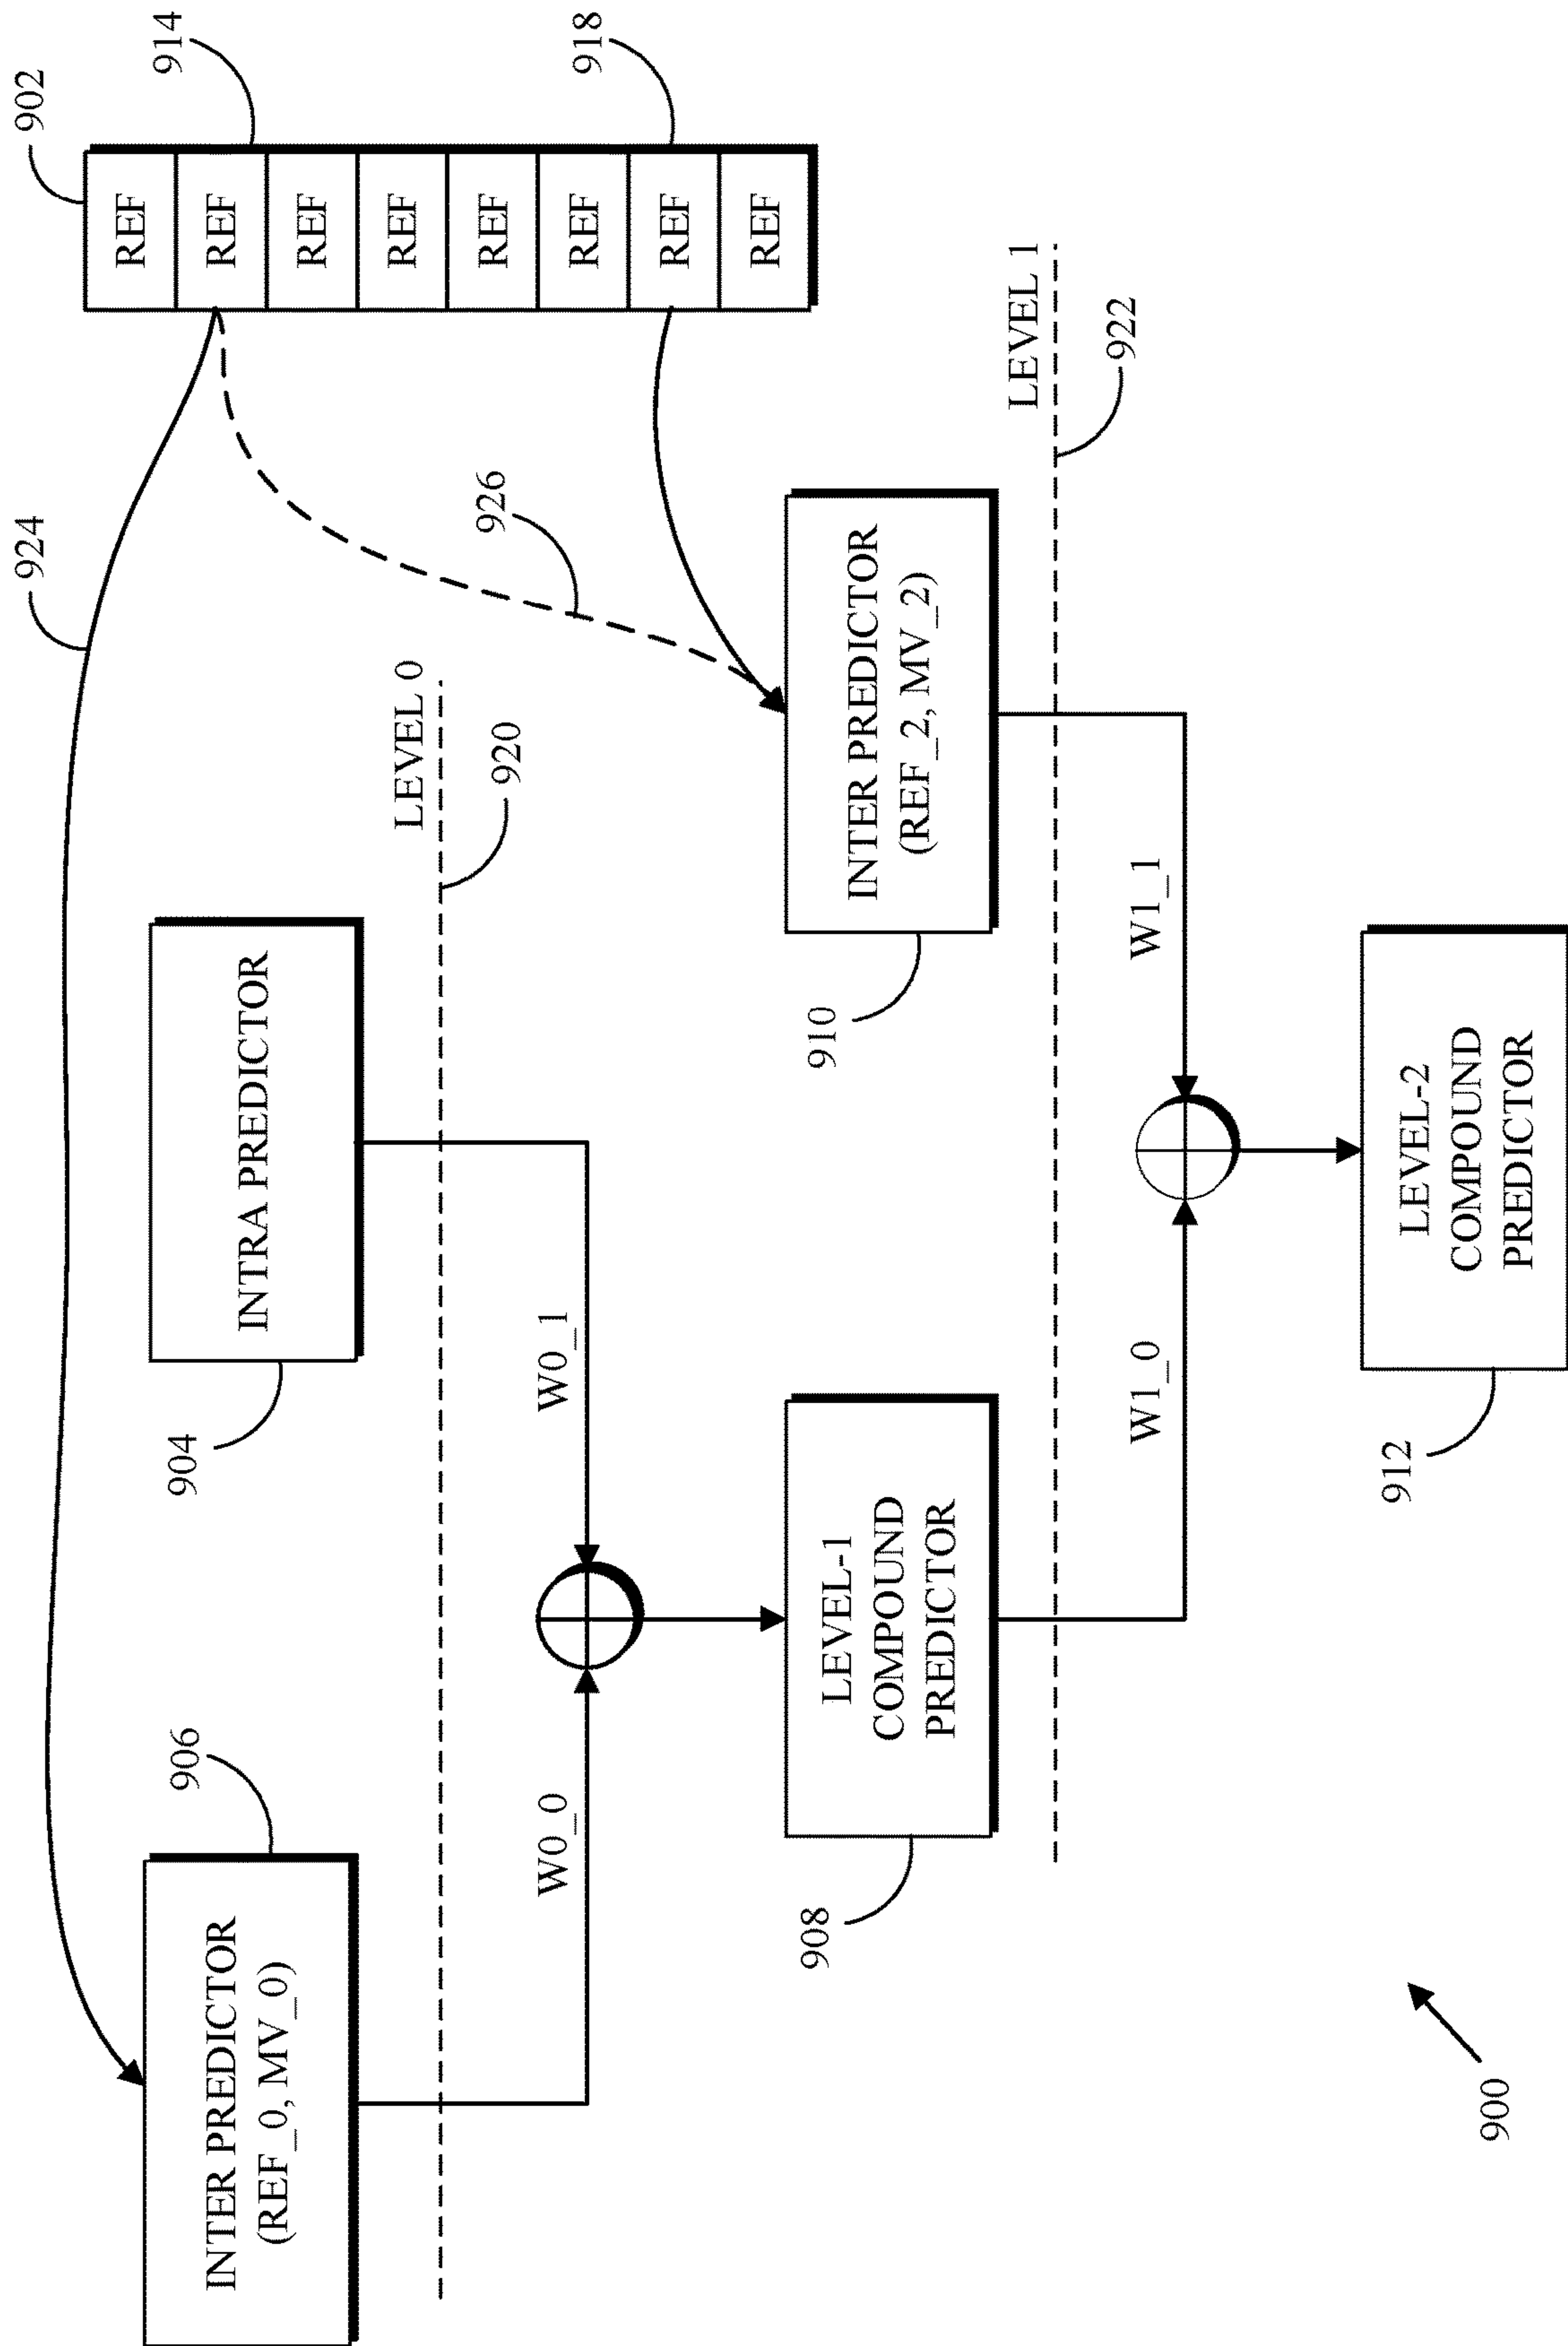 924
902
914
918
REF
REF
REF
REF
REF
REF
REF
REF
906
904
INTER PREDICTOR
(REF_0, MV_0)
INTRA PREDICTOR
LEVEL 0
920
926
W0_0
W0_1
LEVEL-1
COMPOUND
PREDICTOR
908
INTER PREDICTOR
(REF_2, MV_2)
910
LEVEL 1
922
W1_0
W1_1
LEVEL-2
COMPOUND
PREDICTOR
912
900